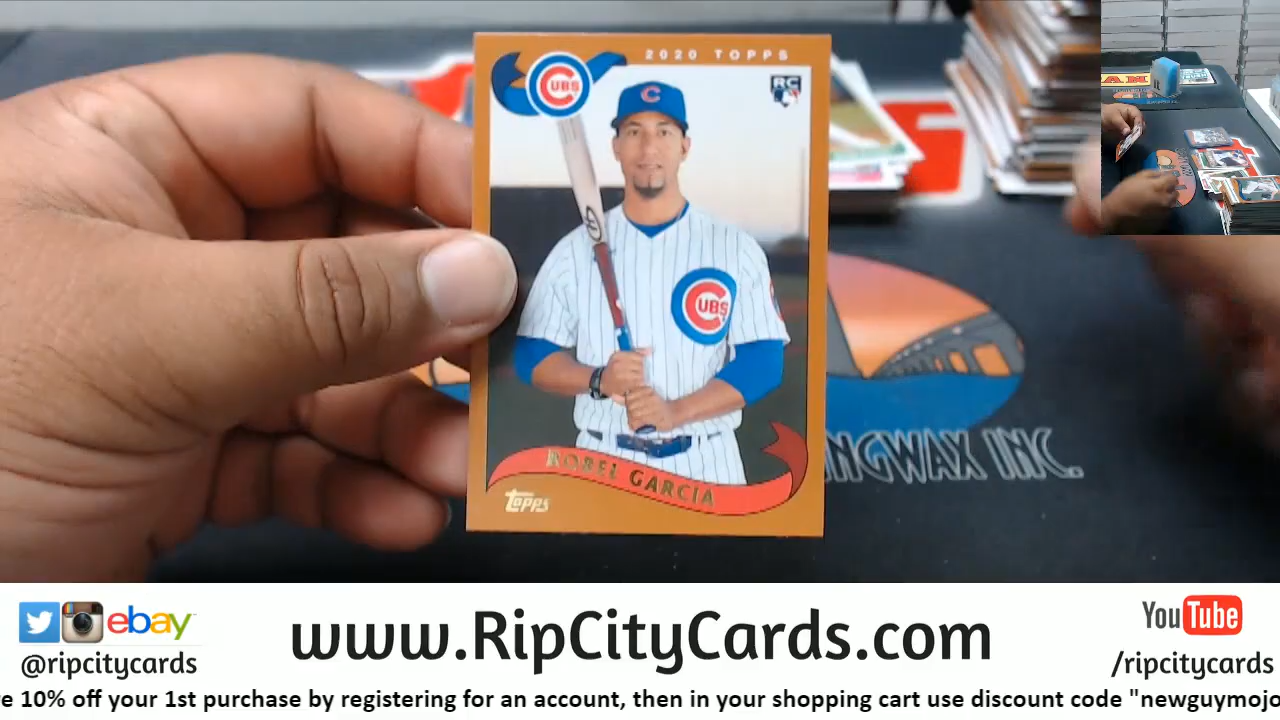 2020 TOPPS
CUBS
RC
C
CUBS
ROBEL GARCIA
topps
NGWAX INC.
ebay
www.RipCityCards.com
YouTube
@ripcitycards
/ripcitycards
e 10% off your 1st purchase by registering for an account, then in your shopping cart use discount code "newguymojo